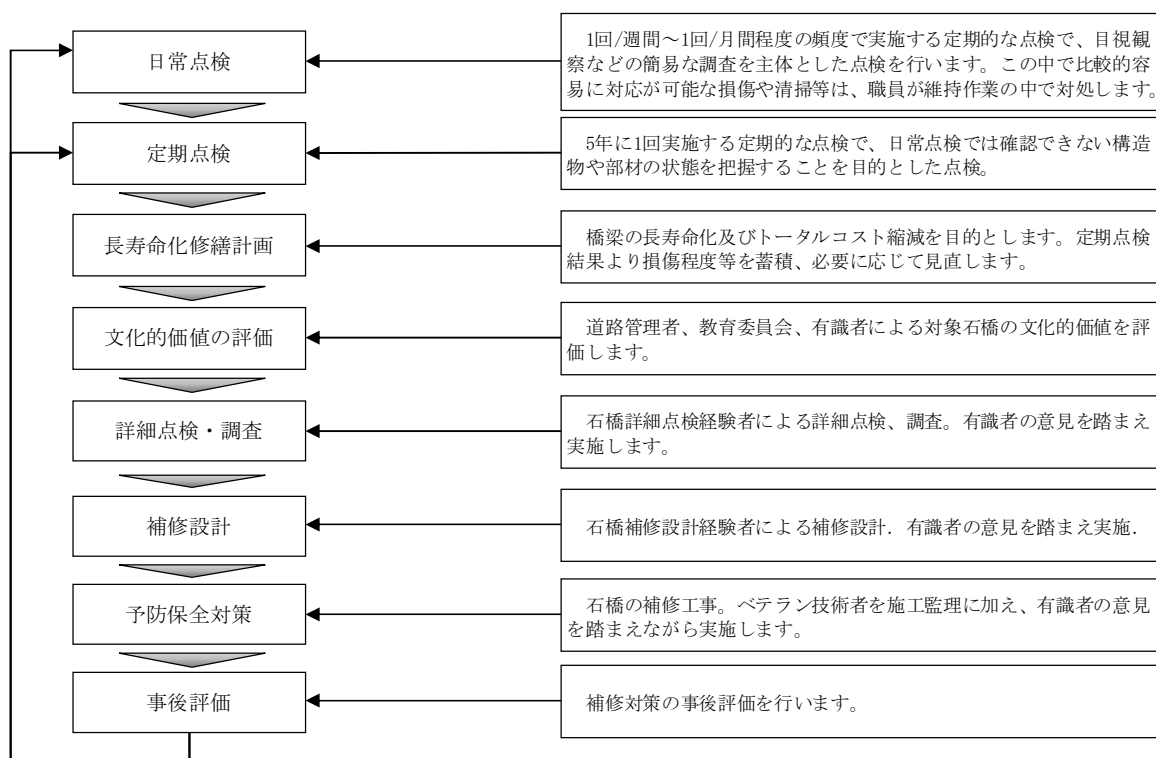 日常点検
1回/週間～1回/月間程度の頻度で実施する定期的な点検で、目視観
察などの簡易な調査を主体とした点検を行います。この中で比較的容
易に対応が可能な損傷や清掃等は、職員が維持作業の中で対処します。
定期点検
5年に1回実施する定期的な点検で、日常点検では確認できない構造
物や部材の状態を把握することを目的とした点検。
長寿命化修繕計画
橋梁の長寿命化及びトータルコスト縮減を目的とします。定期点検
結果より損傷程度等を蓄積、必要に応じて見直します。
文化的価値の評価
道路管理者、教育委員会、有識者による対象石橋の文化的価値を評
価します。
詳細点検・調査
石橋詳細点検経験者による詳細点検、調査。有識者の意見を踏まえ
実施します。
補修設計
石橋補修設計経験者による補修設計．有識者の意見を踏まえ実施．
予防保全対策
石橋の補修工事。ベテラン技術者を施工監理に加え、有識者の意見
を踏まえながら実施します。
事後評価
補修対策の事後評価を行います。